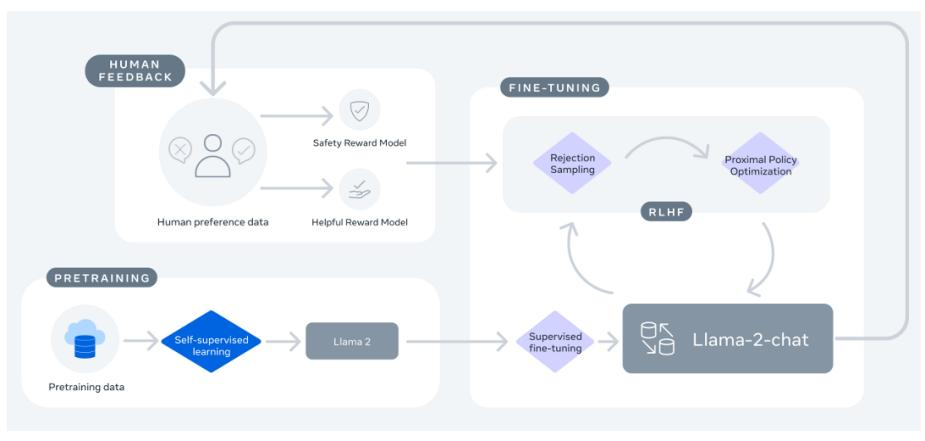 HUMAN
FEEDBACK
Safety Reward Model
Human preference data
Helpful Reward Model
FINE-TUNING
Rejection
Sampling
Proximal Policy
Optimization
RLHF
PRETRAINING
Pretraining data
Self-supervised
learning
Llama 2
Supervised
fine-tuning
Llama-2-chat